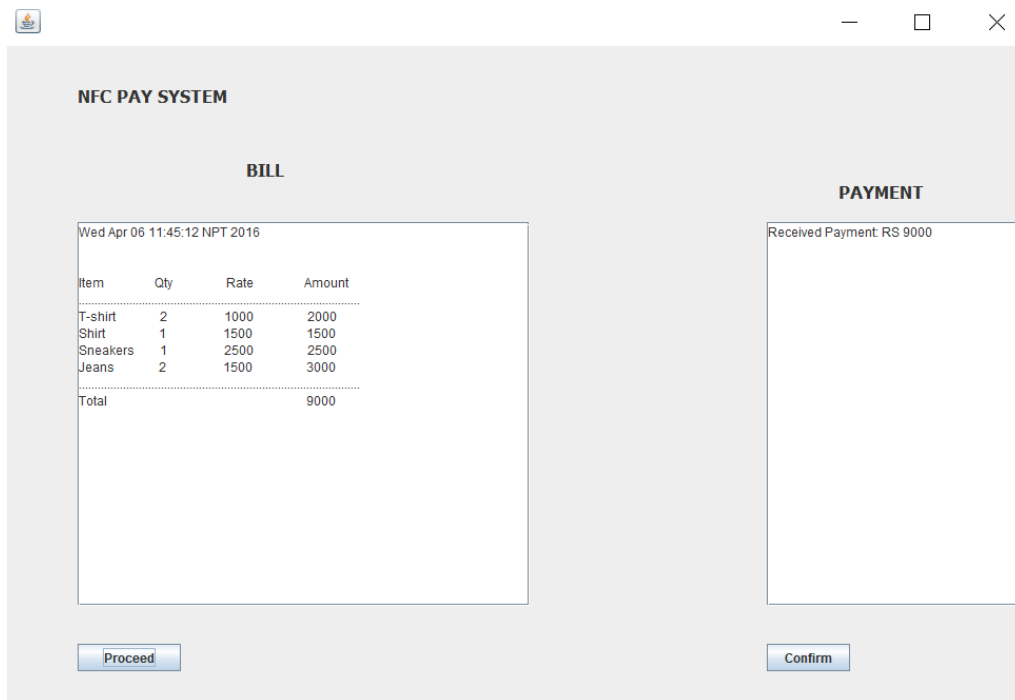 NFC PAY SYSTEM
BILL
Wed Apr 06 11:45:12 NPT 2016
Item Qty Rate Amount
T-shirt 2 1000 2000
Shirt 1 1500 1500
Sneakers 1 2500 2500
Jeans 2 1500 3000
Total 9000
Proceed
PAYMENT
Received Payment: RS 9000
Confirm